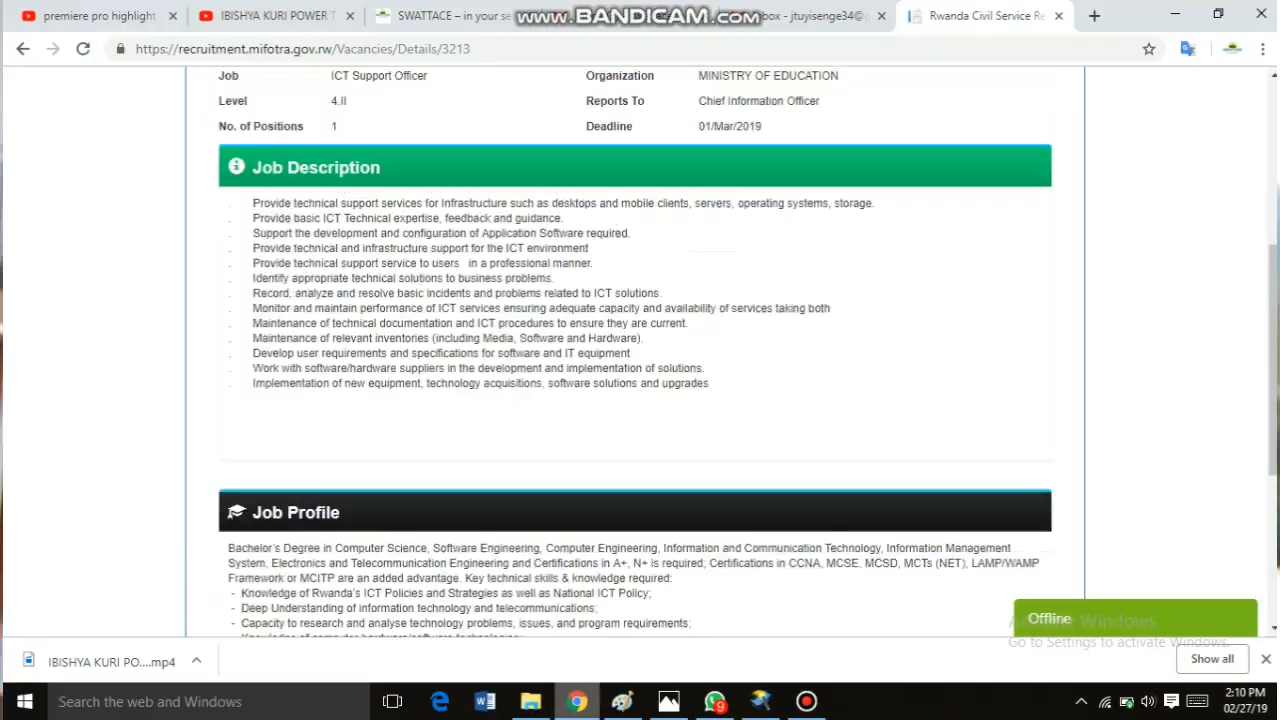 premiere pro highlight
IBISHYA KURI POWER T
SWATTACE – in your se
www.BANDICAM.com
box - jtuyisenge34@
Rwanda Civil Service Re
https://recruitment.mifotra.gov.rw/Vacancies/Details/3213
Job ICT Support Officer Organization MINISTRY OF EDUCATION
Level 4.II Reports To Chief Information Officer
No. of Positions 1 Deadline 01/Mar/2019
Job Description
. Provide technical support services for Infrastructure such as desktops and mobile clients, servers, operating systems, storage.
. Provide basic ICT Technical expertise, feedback and guidance.
. Support the development and configuration of Application Software required.
. Provide technical and infrastructure support for the ICT environment
. Provide technical support service to users in a professional manner.
. Identify appropriate technical solutions to business problems.
. Record, analyze and resolve basic incidents and problems related to ICT solutions.
. Monitor and maintain performance of ICT services ensuring adequate capacity and availability of services taking both
. Maintenance of technical documentation and ICT procedures to ensure they are current.
. Maintenance of relevant inventories (including Media, Software and Hardware).
. Develop user requirements and specifications for software and IT equipment
. Work with software/hardware suppliers in the development and implementation of solutions.
. Implementation of new equipment, technology acquisitions, software solutions and upgrades
Job Profile
Bachelor's Degree in Computer Science, Software Engineering, Computer Engineering, Information and Communication Technology, Information Management
System, Electronics and Telecommunication Engineering and Certifications in A+, N+ is required; Certifications in CCNA, MCSE, MCSD, MCTs (NET), LAMP/WAMP
Framework or MCITP are an added advantage. Key technical skills & knowledge required:
- Knowledge of Rwanda's ICT Policies and Strategies as well as National ICT Policy;
- Deep Understanding of information technology and telecommunications;
- Capacity to research and analyse technology problems, issues, and program requirements;
Offline
Activate Windows
Go to Settings to activate Windows.
IBISHYA KURI PO....mp4
Show all
Search the web and Windows
9
2:10 PM
02/27/19